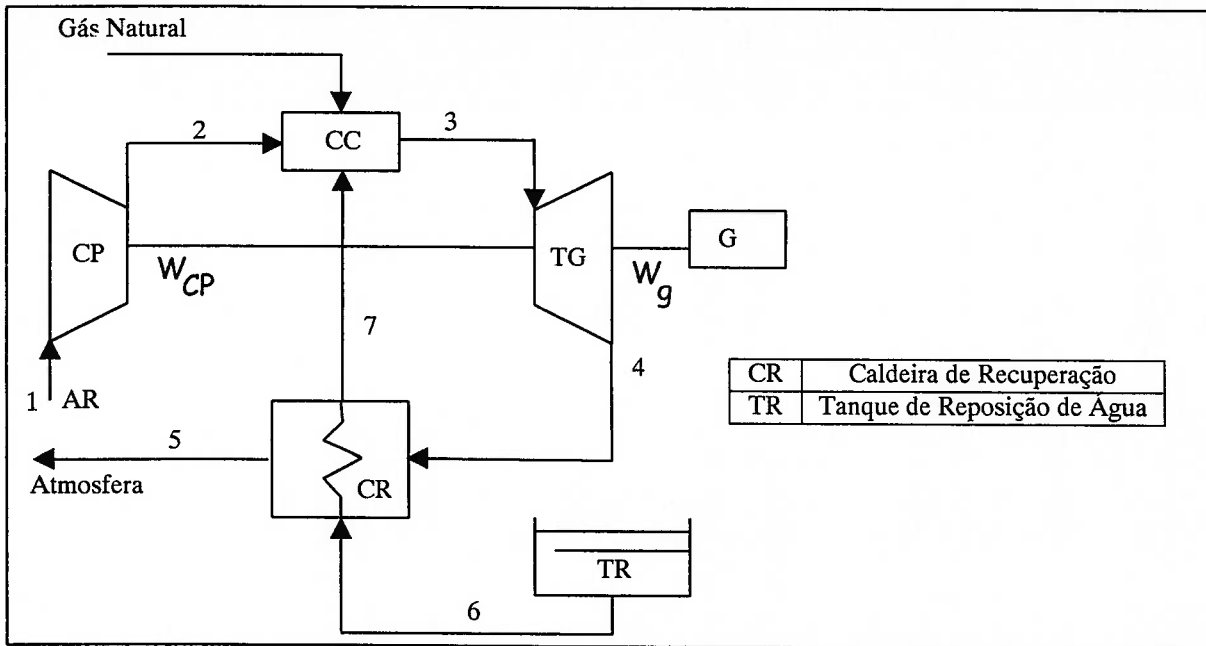 Gás Natural
2
CC
3
CP
W_CP
TG
W_g
G
7
4
1 AR
5
Atmosfera
CR
TR
6
CR Caldeira de Recuperação
TR Tanque de Reposição de Água